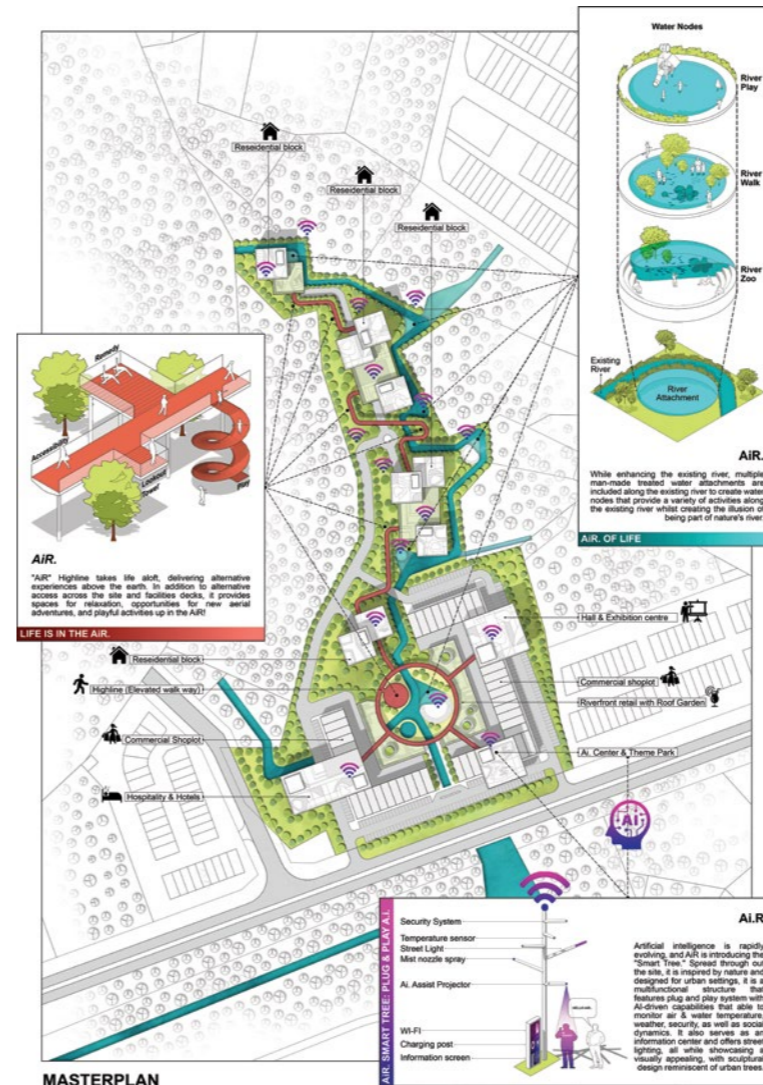 Water Nodes
River
Play
River
Walk
River
Zoo
Existing
River
River
Attachment
AiR.
While enhancing the existing river, multiple
man-made treated water attachments are
included along the existing river to create water
nodes that provide a variety of activities along
the existing river whilst creating the illusion of
being part of nature's river.
AiR. OF LIFE
Reseidential block
Reseidential block
Reseidential block
Remedy
Accessibility
Lookout
Tower
Play
AiR.
"AiR" Highline takes life aloft, delivering alternative
experiences above the earth. In addition to alternative
access across the site and facilities decks, it provides
spaces for relaxation, opportunities for new aerial
adventures, and playful activities up in the AiR!
LIFE IS IN THE AiR.
Reseidential block
Highline (Elevated walk way)
Commercial Shoplot
Hospitality & Hotels
Hall & Exhibition centre
Commercial shoplot
Riverfront retail with Roof Garden
Ai. Center & Theme Park
AI
AiR. SMART TREE: PLUG & PLAY A.I.
Security System
Temperature sensor
Street Light
Mist nozzle spray
Ai. Assist Projector
WI-FI
Charging post
Information screen
Ai.R
Artificial intelligence is rapidly
evolving, and AiR is introducing the
"Smart Tree." Spread through out
the site, it is inspired by nature and
designed for urban settings, it is a
multifunctional structure that
features plug and play system with
AI-driven capabilities that able to
monitor air & water temperature,
weather, security, as well as social
dynamics. It also serves as an
information center and offers street
lighting, all while showcasing a
visually appealing, with sculptural
design reminiscent of urban trees.
MASTERPLAN